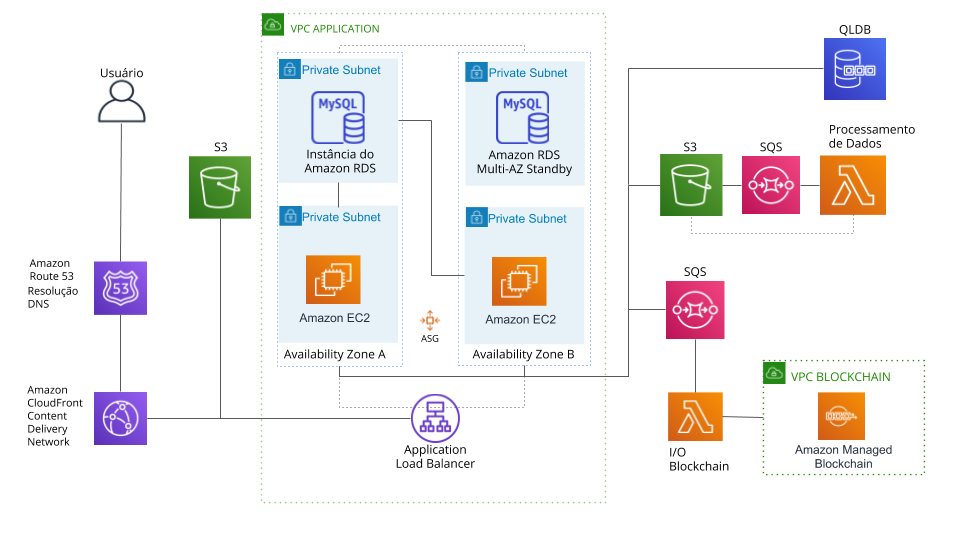 VPC APPLICATION
QLDB
Usuário
Private Subnet
Private Subnet
MySQL
MySQL
Instância do
Amazon RDS
Amazon RDS
Multi-AZ Standby
S3
S3
SQS
Processamento
de Dados
Private Subnet
Private Subnet
Amazon
Route 53
Resolução
DNS
53
Amazon EC2
Amazon EC2
ASG
SQS
Availability Zone A
Availability Zone B
Amazon
CloudFront
Content
Delivery
Network
Application
Load Balancer
I/O
Blockchain
VPC BLOCKCHAIN
Amazon Managed
Blockchain